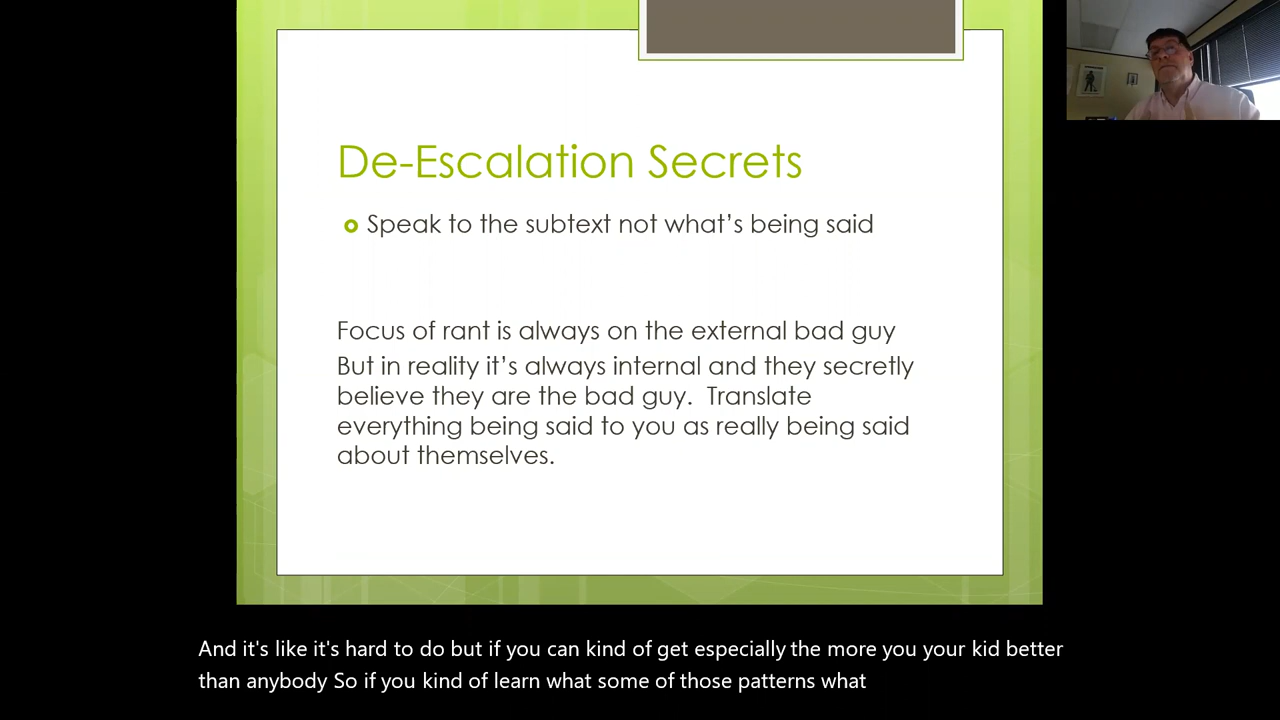 De-Escalation Secrets
Speak to the subtext not what's being said
Focus of rant is always on the external bad guy
But in reality it's always internal and they secretly
believe they are the bad guy.  Translate
everything being said to you as really being said
about themselves.
And it's like it's hard to do but if you can kind of get especially the more you your kid better
than anybody So if you kind of learn what some of those patterns what